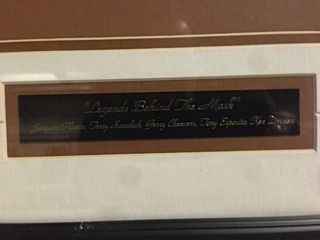 "Legends Behind The Mask"
Jacques Plante, Terry Sawchuk, Gerry Cheevers, Tony Esposito, Ken Dryden